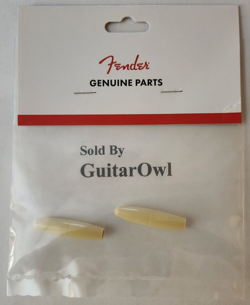 Fender
GENUINE PARTS
Sold By
GuitarOwl